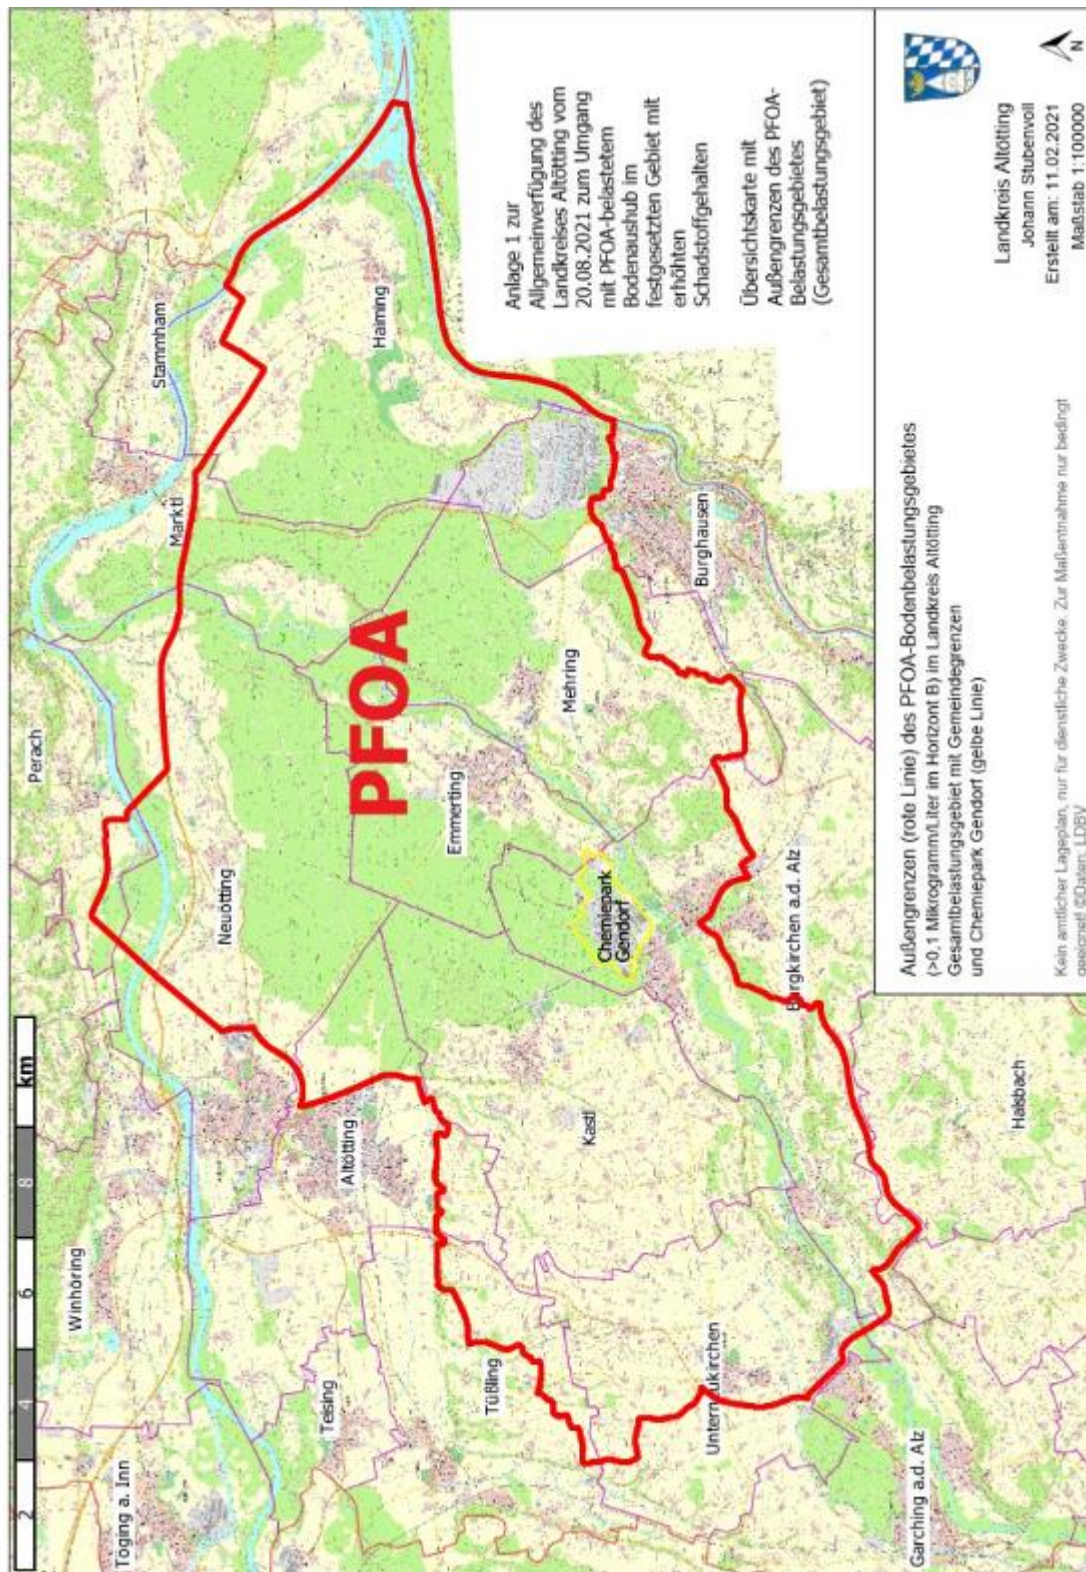 2
4
6
8
km
Töging a. Inn
Winhöring
Perach
Marktl
Stammham
Teising
Altötting
Neuötting
Haiming
PFOA
Tüßling
Emmerting
Mehring
Kastl
Chemiepark
Gendorf
Burghausen
Unterneukirchen
Burgkirchen a.d. Alz
Garching a.d. Alz
Halsbach
Anlage 1 zur
Allgemeinverfügung des
Landkreises Altötting vom
20.08.2021 zum Umgang
mit PFOA-belastetem
Bodenaushub im
festgesetzten Gebiet mit
erhöhten
Schadstoffgehalten
Übersichtskarte mit
Außengrenzen des PFOA-
Belastungsgebietes
(Gesamtbelastungsgebiet)
Außengrenzen (rote Linie) des PFOA-Bodenbelastungsgebietes
(>0,1 Mikrogramm/Liter im Horizont B) im Landkreis Altötting
Gesamtbelastungsgebiet mit Gemeindegrenzen
und Chemiepark Gendorf (gelbe Linie)
Kein amtlicher Lageplan, nur für dienstliche Zwecke. Zur Maßentnahme nur bedingt
geeignet! ©Daten: LDBV
Landkreis Altötting
Johann Stubenvoll
Erstellt am: 11.02.2021
Maßstab 1:100000
N